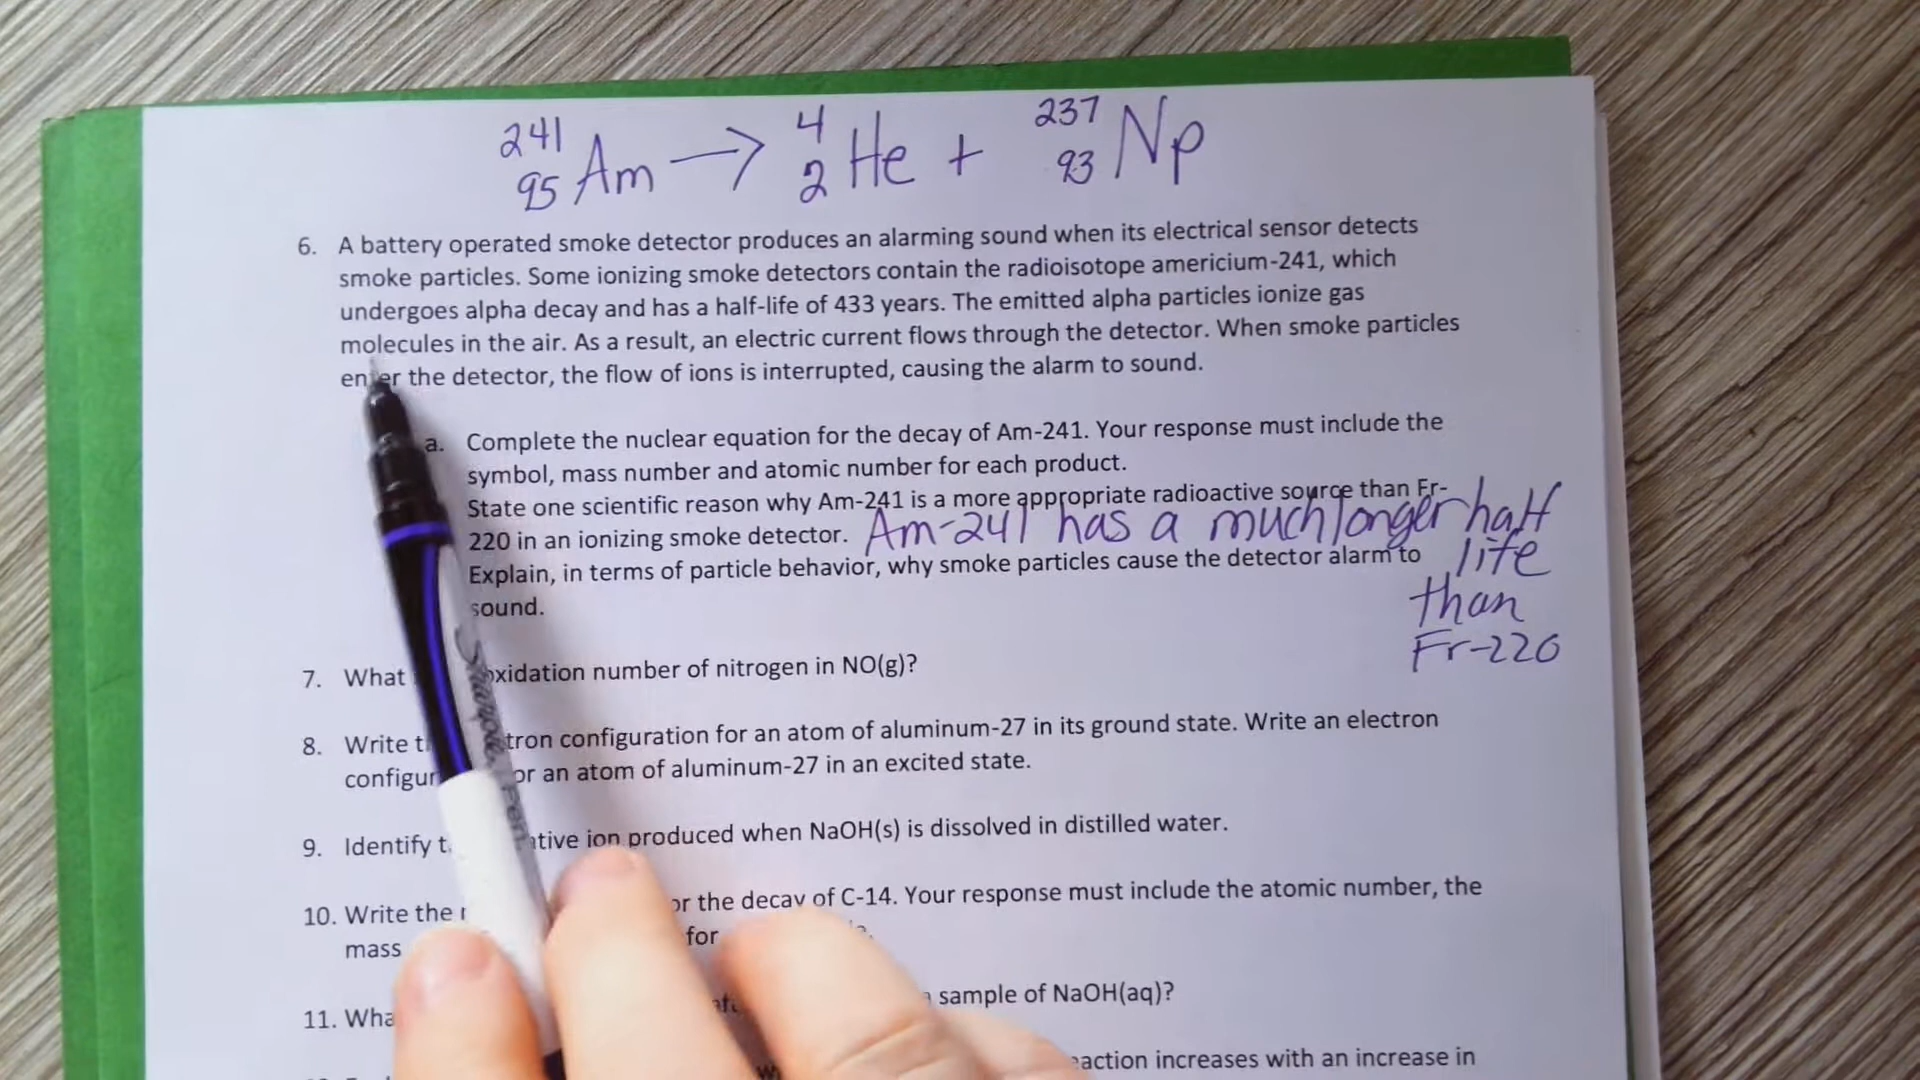 241 95 Am → 4 2 He + 237 93 Np
6. A battery operated smoke detector produces an alarming sound when its electrical sensor detects
smoke particles. Some ionizing smoke detectors contain the radioisotope americium-241, which
undergoes alpha decay and has a half-life of 433 years. The emitted alpha particles ionize gas
molecules in the air. As a result, an electric current flows through the detector. When smoke particles
enter the detector, the flow of ions is interrupted, causing the alarm to sound.
a. Complete the nuclear equation for the decay of Am-241. Your response must include the
symbol, mass number and atomic number for each product.
State one scientific reason why Am-241 is a more appropriate radioactive source than Fr-
220 in an ionizing smoke detector. Am-241 has a much longer half
life
Explain, in terms of particle behavior, why smoke particles cause the detector alarm to
sound.
than
Fr-220
7. What oxidation number of nitrogen in NO(g)?
8. Write configuration for an atom of aluminum-27 in its ground state. Write an electron
an atom of aluminum-27 in an excited state.
9. Identify ion produced when NaOH(s) is dissolved in distilled water.
10. Write the the decay of C-14. Your response must include the atomic number, the
mass for
11. sample of NaOH(aq)?
increases with an increase in